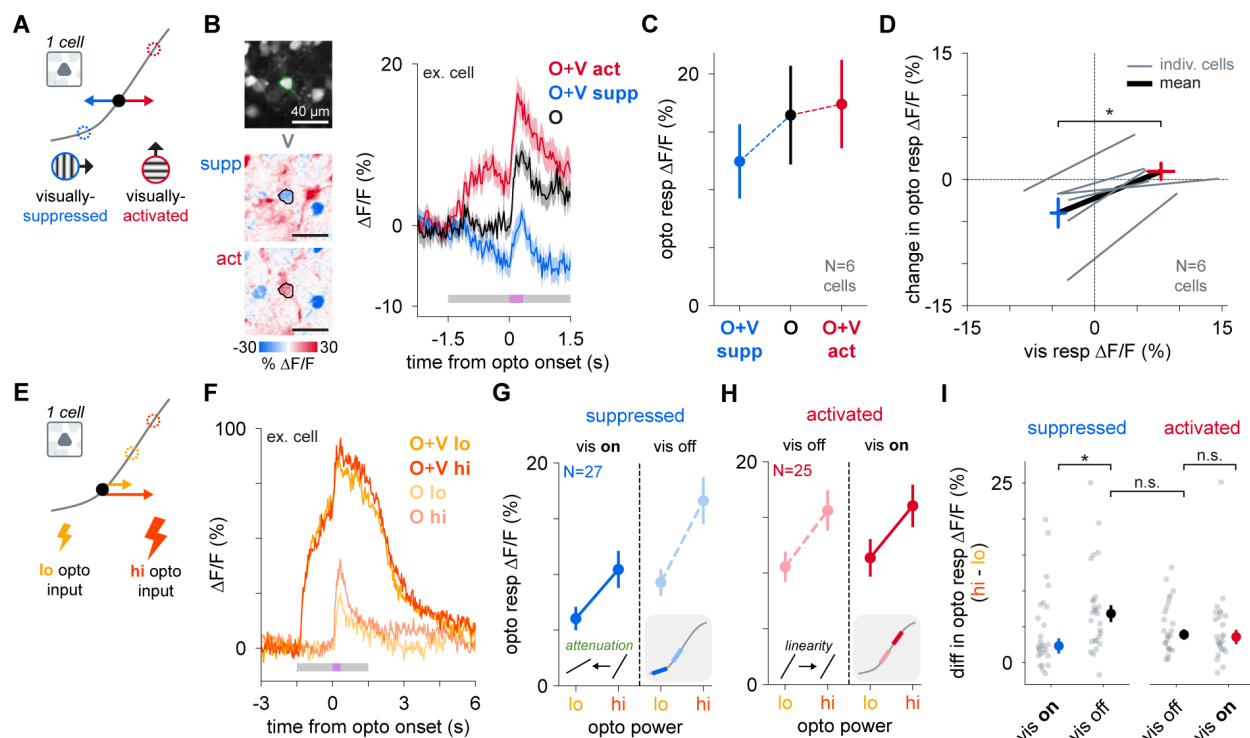 A
1 cell
visually-
suppressed
visually-
activated
B
40 μm
supp
act
-30 30
% ΔF/F
ex. cell
O+V act
O+V supp
O
ΔF/F (%)
20
10
0
-10
-1.5 0 1.5
time from opto onset (s)
C
opto resp ΔF/F (%)
20
0
N=6
cells
O+V
supp
O
O+V
act
D
change in opto resp ΔF/F (%)
15
0
-15
indiv. cells
mean
*
N=6
cells
-15 0 15
vis resp ΔF/F (%)
E
1 cell
lo opto
input
hi opto
input
F
ex. cell
O+V lo
O+V hi
O lo
O hi
ΔF/F (%)
100
0
-3 0 3 6
time from opto onset (s)
G
suppressed
vis on vis off
N=27
opto resp ΔF/F (%)
20
0
attenuation
lo hi lo hi
opto power
H
activated
vis off vis on
N=25
20
0
linearity
lo hi lo hi
opto power
I
suppressed activated
*
n.s.
n.s.
diff in opto resp ΔF/F (%)
(hi - lo)
25
0
vis on vis off vis off vis on